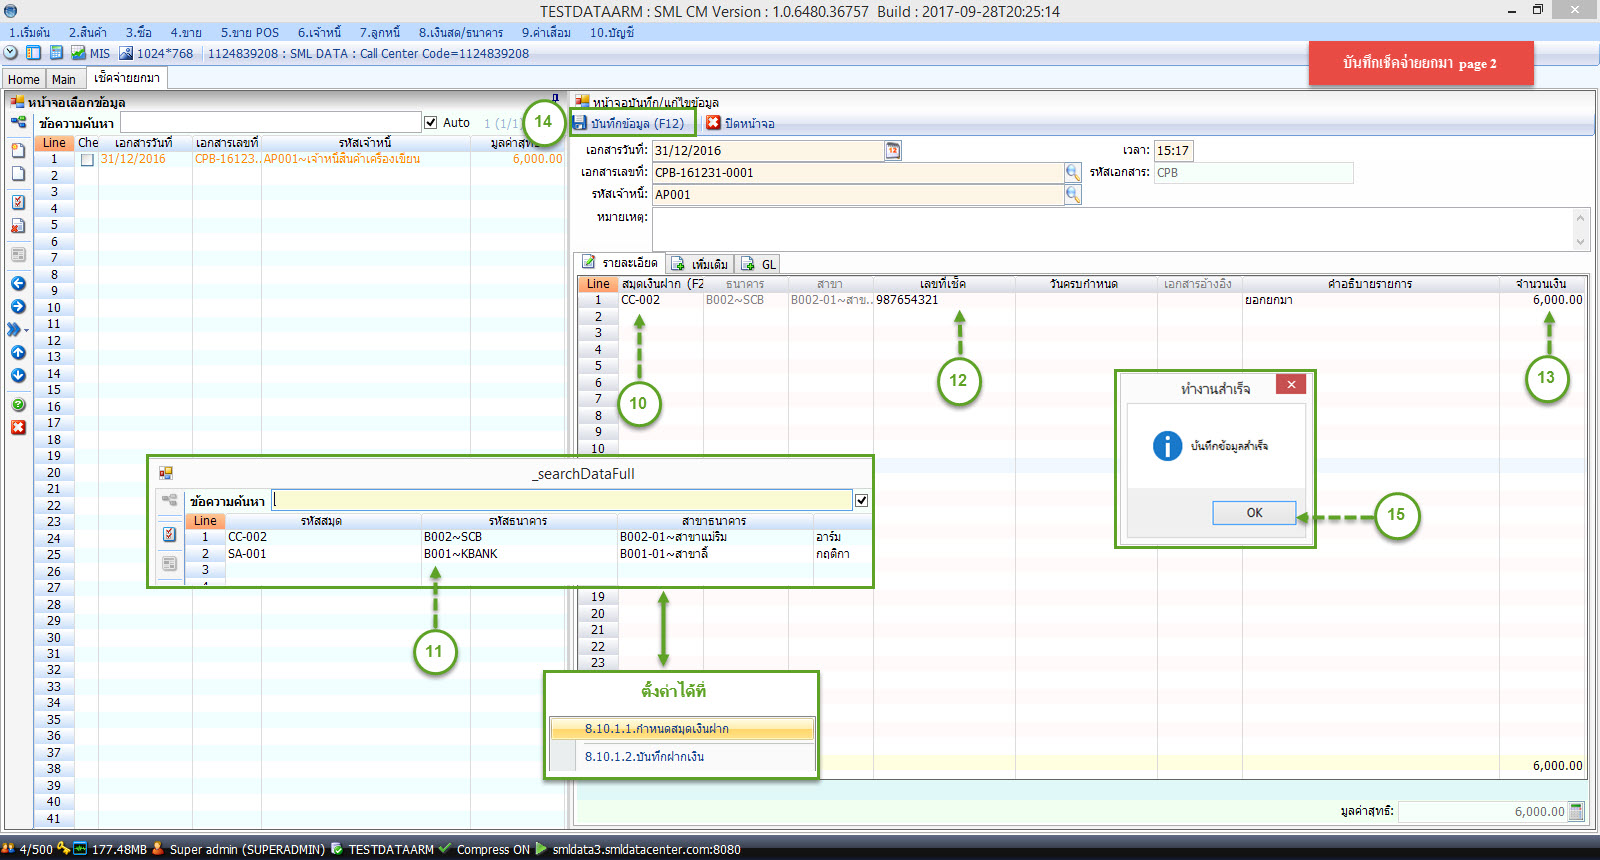 TESTDATAARM : SML CM Version : 1.0.6480.36757 Build : 2017-09-28T20:25:14
1.เริ่มต้น 2.สินค้า 3.ซื้อ 4.ขาย 5.ขาย POS 6.เจ้าหนี้ 7.ลูกหนี้ 8.เงินสด/ธนาคาร 9.ค่าเสื่อม 10.บัญชี
MIS 1024*768 1124839208 : SML DATA : Call Center Code=1124839208
บันทึกเช็คจ่ายยกมา page 2
Home Main เช็คจ่ายยกมา
หน้าจอเลือกข้อมูล
ข้อความค้นหา Auto 1 (1/1)
Line Che เอกสารวันที่ เอกสารเลขที่ รหัสเจ้าหนี้ มูลค่าสุทธิ
1 31/12/2016 CPB-16123.. AP001~เจ้าหนี้สินค้าเครื่องเขียน 6,000.00
2
3
4
5
6
7
8
9
10
11
12
13
14
15
16
17
18
19
20
21
22
23
24
25
26
27
28
29
30
31
32
33
34
35
36
37
38
39
40
41
14
หน้าจอบันทึก/แก้ไขข้อมูล
บันทึกข้อมูล (F12) ปิดหน้าจอ
เอกสารวันที่: 31/12/2016 12 เวลา: 15:17
เอกสารเลขที่: CPB-161231-0001 รหัสเอกสาร: CPB
รหัสเจ้าหนี้: AP001
หมายเหตุ:
รายละเอียด เพิ่มเติม GL
Line สมุดเงินฝาก (F2 ธนาคาร สาขา เลขที่เช็ค วันครบกำหนด เอกสารอ้างอิง คำอธิบายรายการ จำนวนเงิน
1 CC-002 B002~SCB B002-01~สาข.. 987654321 ยอกยกมา 6,000.00
2
3
4
5
6
7
8
9
10
10
12
13
ทำงานสำเร็จ
บันทึกข้อมูลสำเร็จ
OK
15
_searchDataFull
ข้อความค้นหา
Line รหัสสมุด รหัสธนาคาร สาขาธนาคาร
1 CC-002 B002~SCB B002-01~สาขาแม่ริม อาร์ม
2 SA-001 B001~KBANK B001-01~สาขาลี้ กฤติกา
3
11
19
20
21
22
23
ตั้งค่าได้ที่
8.10.1.1.กำหนดสมุดเงินฝาก
8.10.1.2.บันทึกฝากเงิน
6,000.00
มูลค่าสุทธิ: 6,000.00
4/500 177.48MB Super admin (SUPERADMIN) TESTDATAARM Compress ON smldata3.smldatacenter.com:8080